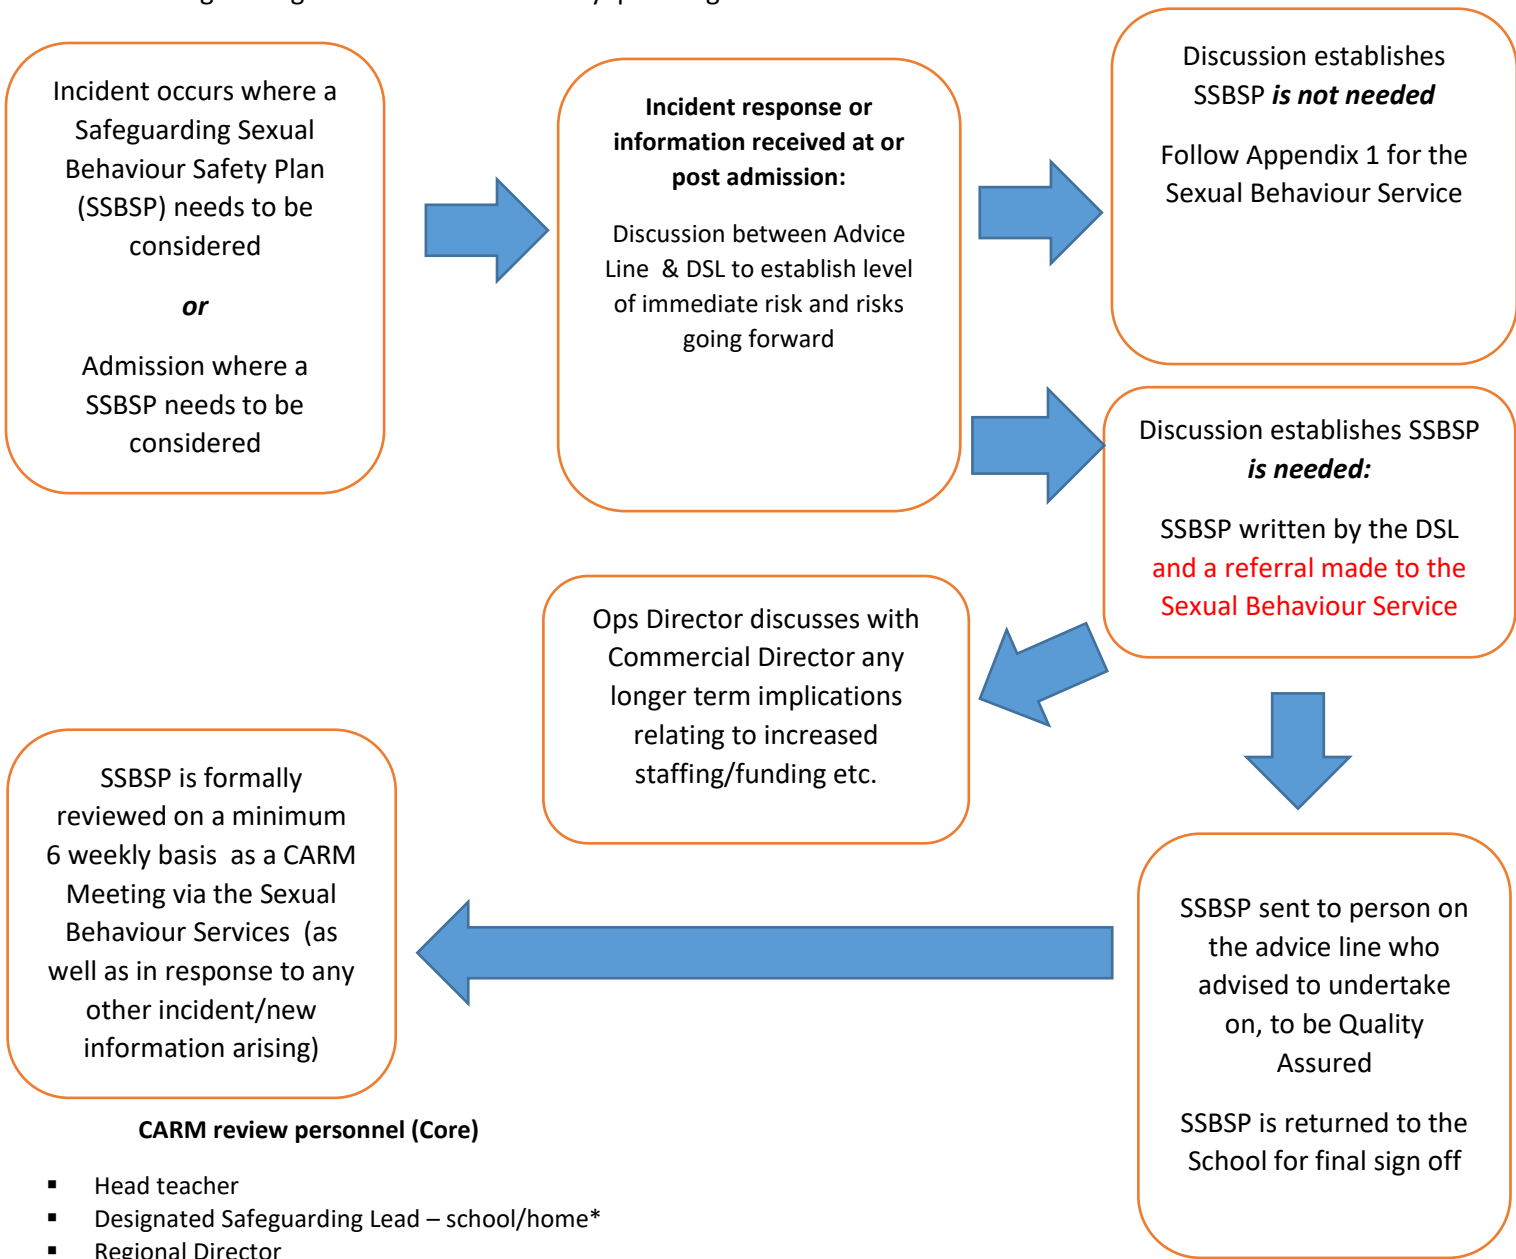 Incident occurs where a
Safeguarding Sexual
Behaviour Safety Plan
(SSBSP) needs to be
considered
or
Admission where a
SSBSP needs to be
considered
Incident response or
information received at or
post admission:
Discussion between Advice
Line & DSL to establish level
of immediate risk and risks
going forward
Discussion establishes
SSBSP is not needed
Follow Appendix 1 for the
Sexual Behaviour Service
Discussion establishes SSBSP
is needed:
SSBSP written by the DSL
and a referral made to the
Sexual Behaviour Service
Ops Director discusses with
Commercial Director any
longer term implications
relating to increased
staffing/funding etc.
SSBSP sent to person on
the advice line who
advised to undertake
on, to be Quality
Assured
SSBSP is returned to the
School for final sign off
SSBSP is formally
reviewed on a minimum
6 weekly basis as a CARM
Meeting via the Sexual
Behaviour Services (as
well as in response to any
other incident/new
information arising)
CARM review personnel (Core)
▪ Head teacher
▪ Designated Safeguarding Lead – school/home*
▪ Regional Director